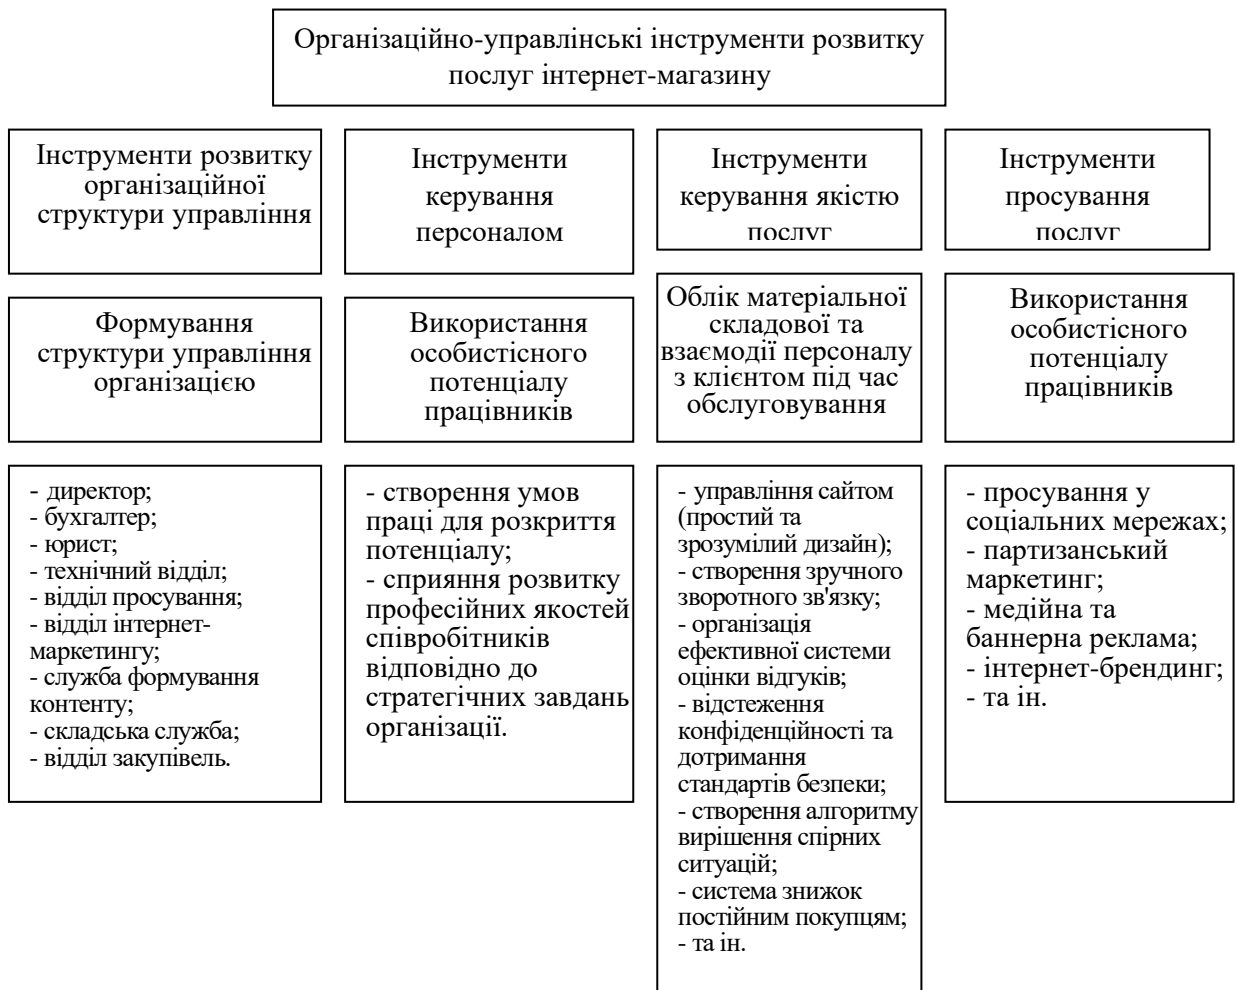 Організаційно-управлінські інструменти розвитку
послуг інтернет-магазину
Інструменти розвитку
організаційної
структури управління
Інструменти
керування
персоналом
Інструменти
керування якістю
послуг
Інструменти
просування
послуг
Формування
структури управління
організацією
Використання
особистісного
потенціалу
працівників
Облік матеріальної
складової та
взаємодії персоналу
з клієнтом під час
обслуговування
Використання
особистісного
потенціалу
працівників
- директор;
- бухгалтер;
- юрист;
- технічний відділ;
- відділ просування;
- відділ інтернет-
маркетингу;
- служба формування
контенту;
- складська служба;
- відділ закупівель.
- створення умов
праці для розкриття
потенціалу;
- сприяння розвитку
професійних якостей
співробітників
відповідно до
стратегічних завдань
організації.
- управління сайтом
(простий та
зрозумілий дизайн);
- створення зручного
зворотного зв'язку;
- організація
ефективної системи
оцінки відгуків;
- відстеження
конфіденційності та
дотримання
стандартів безпеки;
- створення алгоритму
вирішення спірних
ситуацій;
- система знижок
постійним покупцям;
- та ін.
- просування у
соціальних мережах;
- партизанський
маркетинг;
- медійна та
баннерна реклама;
- інтернет-брендинг;
- та ін.